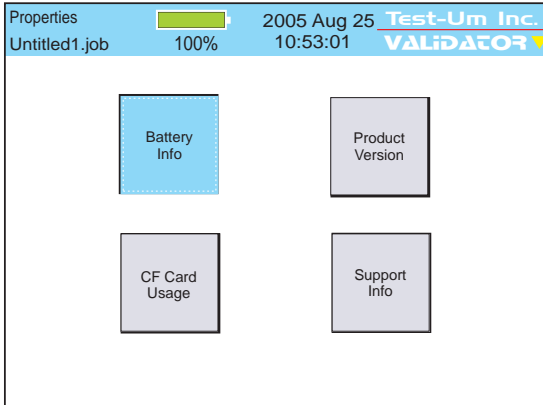 Properties
2005 Aug 25 Test-Um Inc.
Untitled1.job 100% 10:53:01 VALiDATOR
Battery
Info
Product
Version
CF Card
Usage
Support
Info